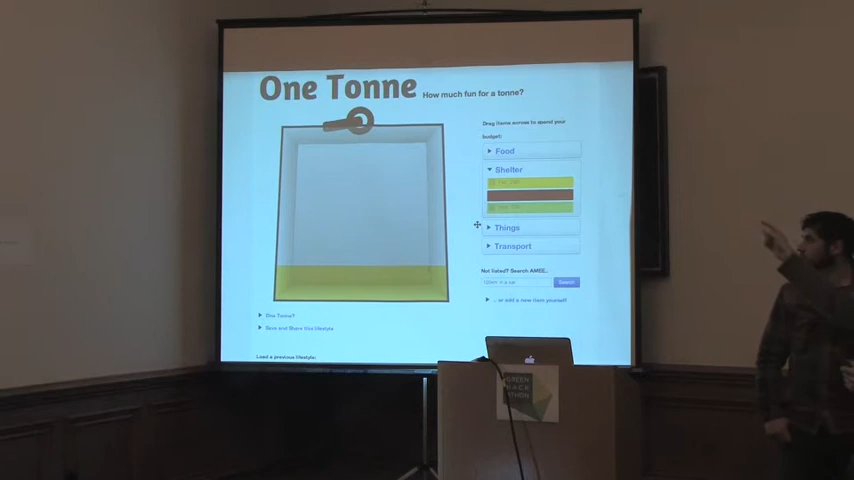 One Tonne How much fun for a tonne?
Drag items across to spend your
budget:
Food
Shelter
Things
Transport
Not listed? Search AMEE..
Search
.. or add a new item yourself
One Tonne?
Save and Share this lifestyle
Load a previous lifestyle:
GREEN
HACK
ATHON